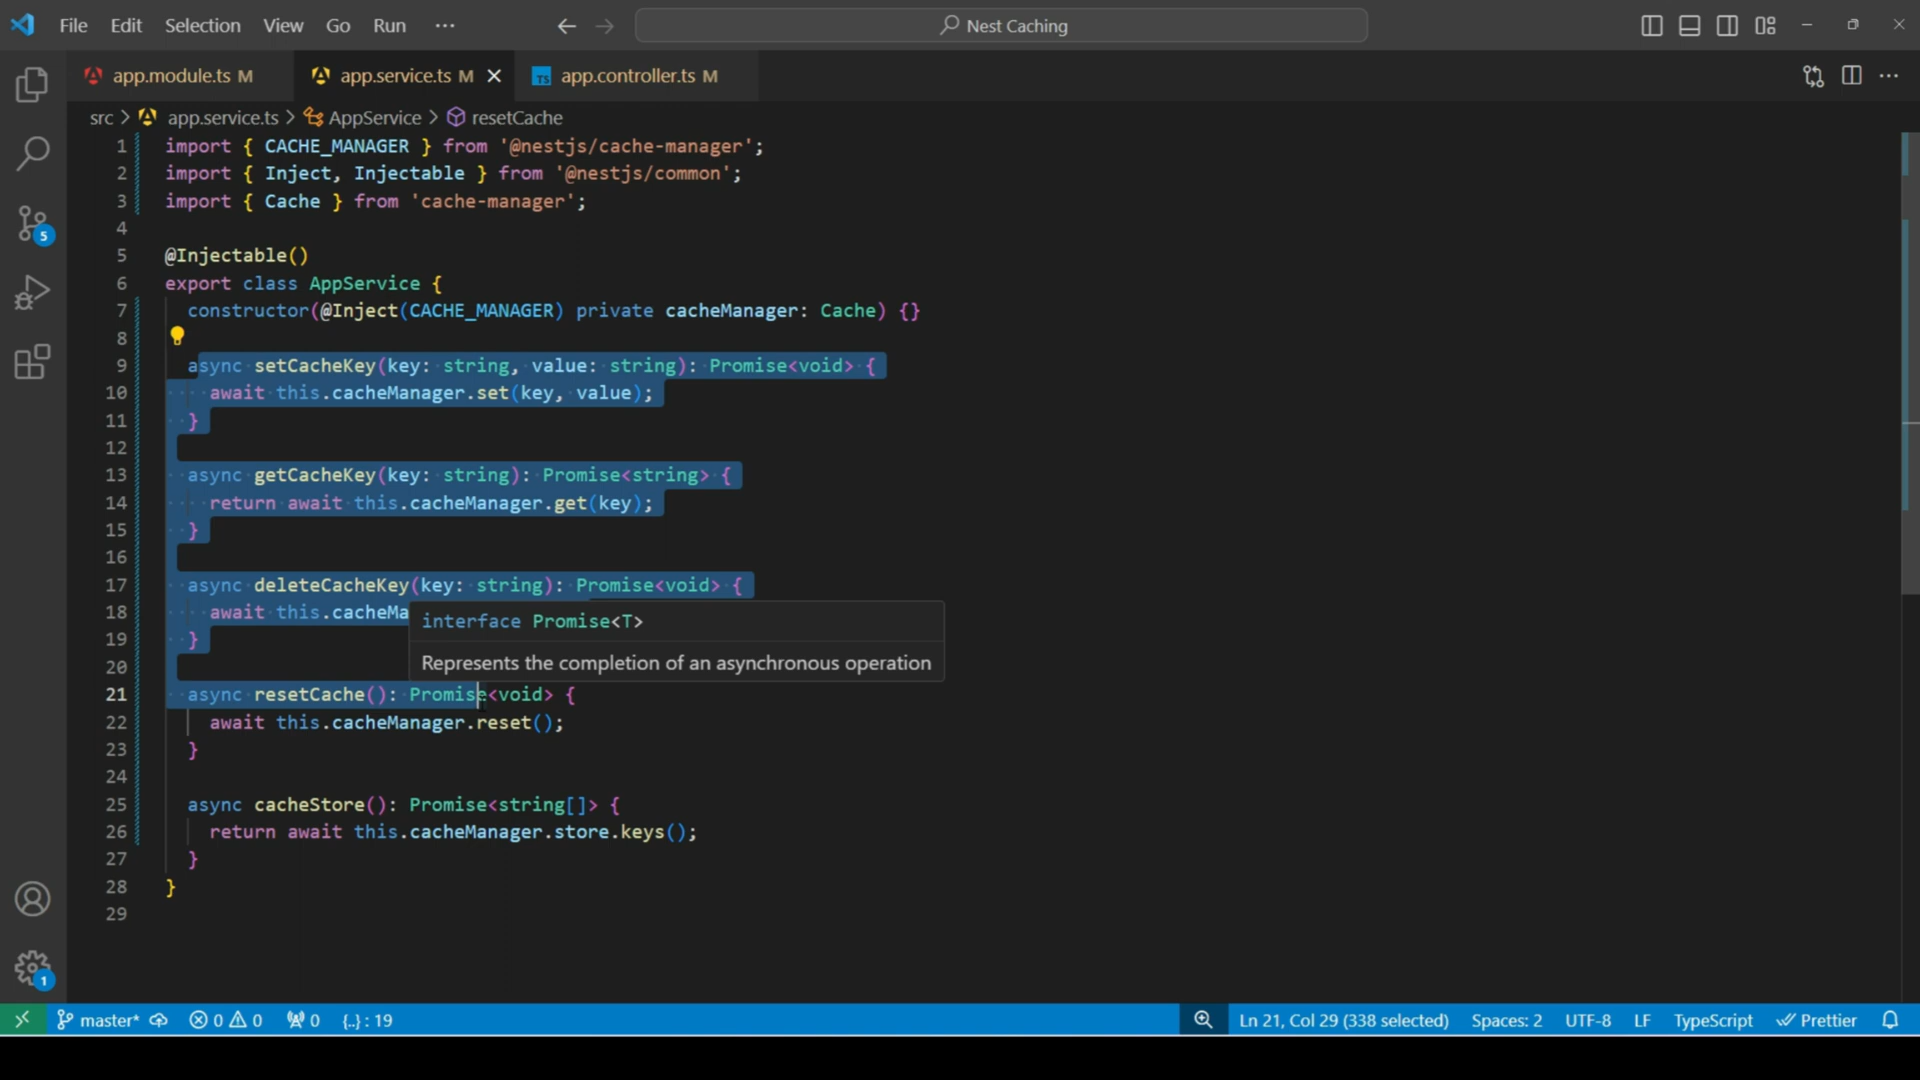 File Edit Selection View Go Run ··· Nest Caching
app.module.ts M app.service.ts M TS app.controller.ts M
src > app.service.ts > AppService > resetCache
1 import { CACHE_MANAGER } from '@nestjs/cache-manager';
2 import { Inject, Injectable } from '@nestjs/common';
3 import { Cache } from 'cache-manager';
4
5 @Injectable()
6 export class AppService {
7 constructor(@Inject(CACHE_MANAGER) private cacheManager: Cache) {}
8
9 async setCacheKey(key: string, value: string): Promise<void> {
10 await this.cacheManager.set(key, value);
11 }
12
13 async getCacheKey(key: string): Promise<string> {
14 return await this.cacheManager.get(key);
15 }
16
17 async deleteCacheKey(key: string): Promise<void> {
18 await this.cacheMa
interface Promise<T>
19 }
Represents the completion of an asynchronous operation
20
21 async resetCache(): Promise<void> {
22 await this.cacheManager.reset();
23 }
24
25 async cacheStore(): Promise<string[]> {
26 return await this.cacheManager.store.keys();
27 }
28 }
29
5
1
master* 0 0 0 {..} : 19 Ln 21, Col 29 (338 selected) Spaces: 2 UTF-8 LF TypeScript Prettier